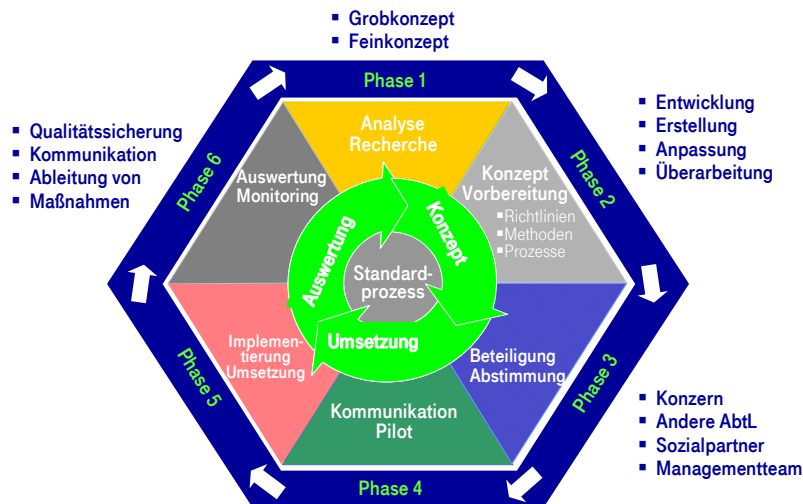 ▪ Grobkonzept
▪ Feinkonzept
Phase 1
Analyse
Recherche
▪ Entwicklung
▪ Erstellung
▪ Anpassung
▪ Überarbeitung
Phase 2
Konzept
Vorbereitung
▪Richtlinien
▪Methoden
▪Prozesse
▪ Qualitätssicherung
▪ Kommunikation
▪ Ableitung von
▪ Maßnahmen
Phase 6
Auswertung
Monitoring
Auswertung
Konzept
Standard-
prozess
Umsetzung
Implemen-
tierung
Umsetzung
Phase 5
Beteiligung
Abstimmung
Phase 3
▪ Konzern
▪ Andere AbtL
▪ Sozialpartner
▪ Managementteam
Kommunikation
Pilot
Phase 4